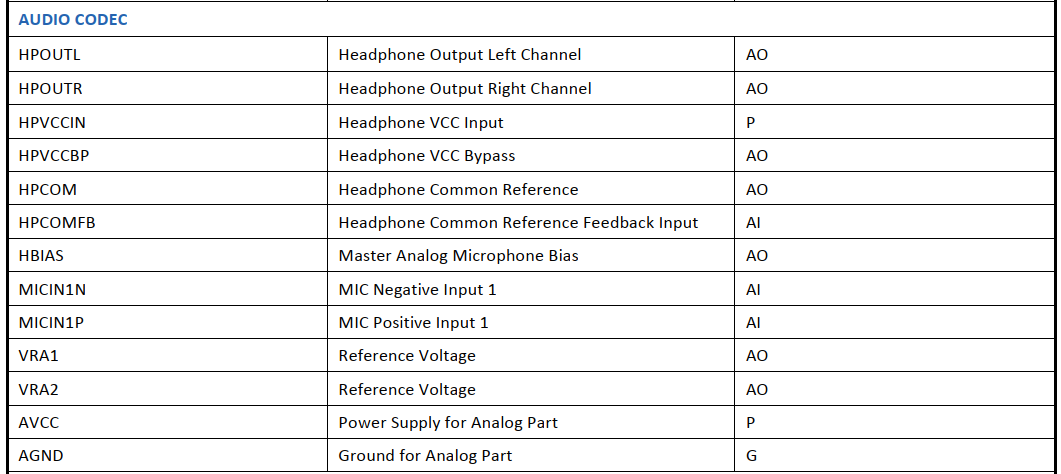 AUDIO CODEC
HPOUTL Headphone Output Left Channel AO
HPOUTR Headphone Output Right Channel AO
HPVCCIN Headphone VCC Input P
HPVCCBP Headphone VCC Bypass AO
HPCOM Headphone Common Reference AO
HPCOMFB Headphone Common Reference Feedback Input AI
HBIAS Master Analog Microphone Bias AO
MICIN1N MIC Negative Input 1 AI
MICIN1P MIC Positive Input 1 AI
VRA1 Reference Voltage AO
VRA2 Reference Voltage AO
AVCC Power Supply for Analog Part P
AGND Ground for Analog Part G